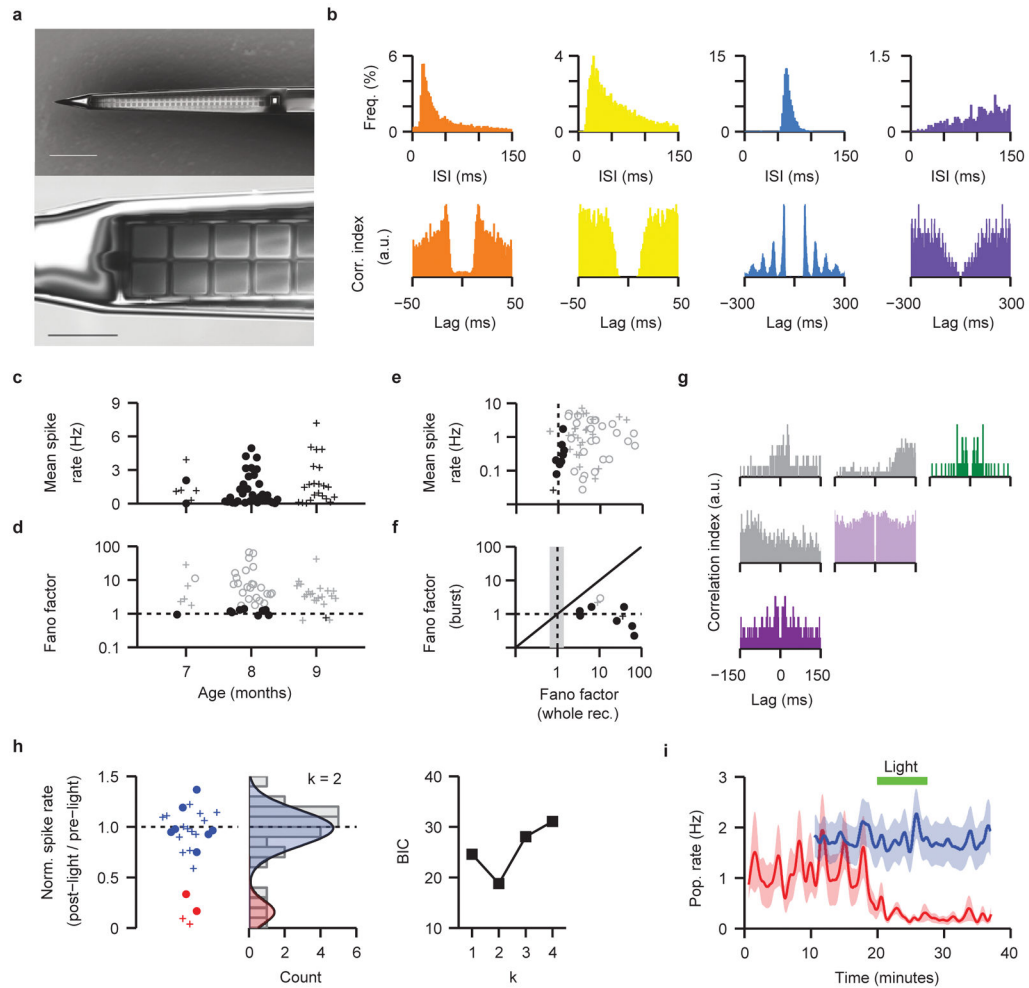 a
b
6
4
15
1.5
Freq. (%)
0
0
0
0
0
150
0
150
0
150
0
150
ISI (ms)
ISI (ms)
ISI (ms)
ISI (ms)
Corr. index
(a.u.)
−50
50
−50
50
−300
300
−300
300
Lag (ms)
Lag (ms)
Lag (ms)
Lag (ms)
c
e
g
Mean spike
rate (Hz)
9
6
3
0
Mean spike
rate (Hz)
10
1
0.1
d
f
Fano factor
100
10
1
0.1
7
8
9
Age (months)
Fano factor
(burst)
100
10
1
0.1
1
10
100
Fano factor
(whole rec.)
Correlation index (a.u.)
−150
0
150
Lag (ms)
h
i
Norm. spike rate
(post-light / pre-light)
1.5
1.0
0.5
0
k = 2
0
2
4
6
Count
BIC
40
30
20
10
1
2
3
4
k
Light
Pop. rate (Hz)
3
2
1
0
0
10
20
30
40
Time (minutes)